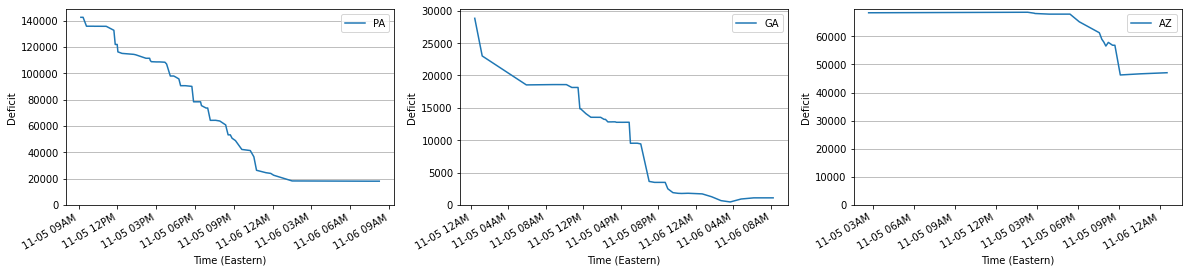 PA
140000
120000
100000
80000
60000
40000
20000
0
Deficit
11-05 09AM
11-05 12PM
11-05 03PM
11-05 06PM
11-05 09PM
11-06 12AM
11-06 03AM
11-06 06AM
11-06 09AM
Time (Eastern)
GA
30000
25000
20000
15000
10000
5000
0
Deficit
11-05 12AM
11-05 04AM
11-05 08AM
11-05 12PM
11-05 04PM
11-05 08PM
11-06 12AM
11-06 04AM
11-06 08AM
Time (Eastern)
AZ
60000
50000
40000
30000
20000
10000
0
Deficit
11-05 03AM
11-05 06AM
11-05 09AM
11-05 12PM
11-05 03PM
11-05 06PM
11-05 09PM
11-06 12AM
Time (Eastern)